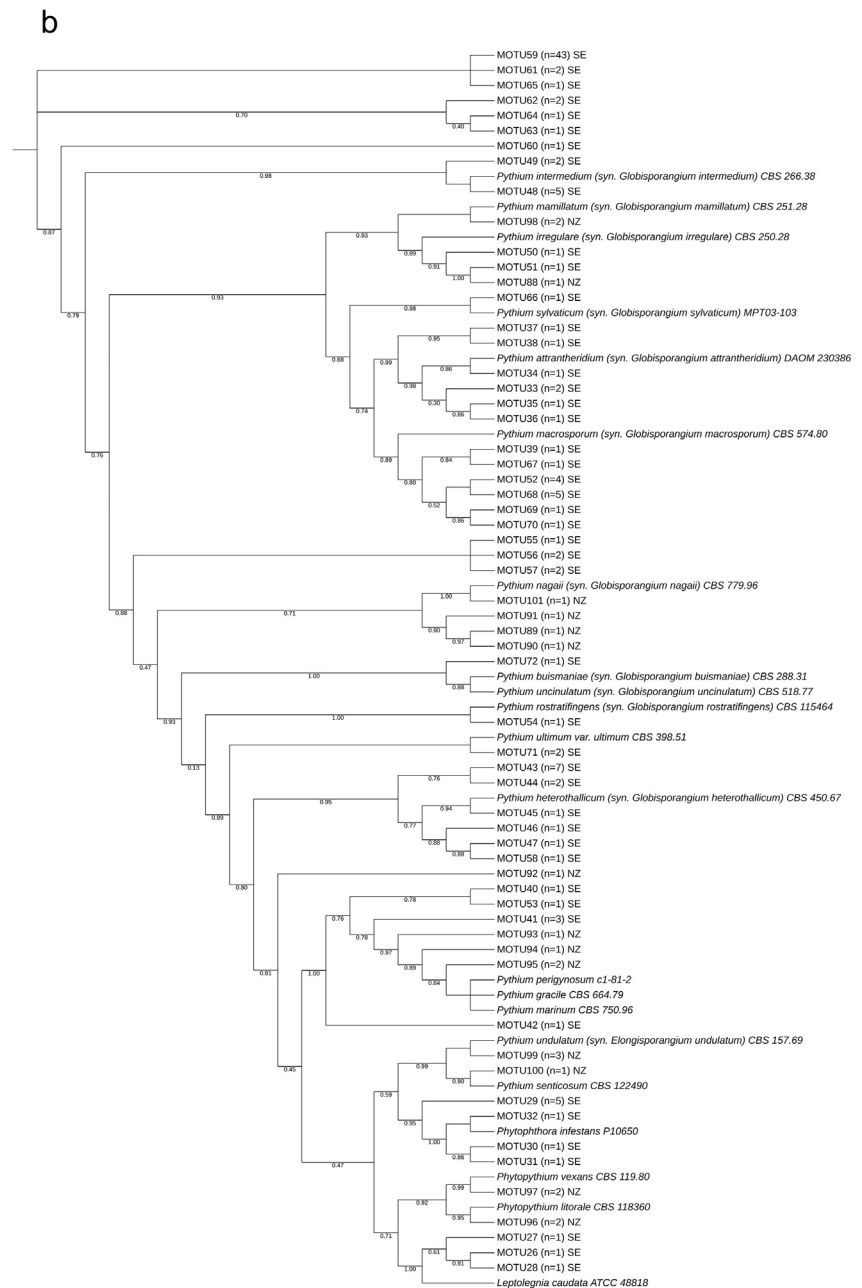 b
MOTU59 (n=43) SE
MOTU61 (n=2) SE
MOTU65 (n=1) SE
MOTU62 (n=2) SE
0.70
MOTU64 (n=1) SE
0.40
MOTU63 (n=1) SE
MOTU60 (n=1) SE
MOTU49 (n=2) SE
0.98
Pythium intermedium (syn. Globisporangium intermedium) CBS 266.38
MOTU48 (n=5) SE
Pythium mamillatum (syn. Globisporangium mamillatum) CBS 251.28
MOTU98 (n=2) NZ
0.87
0.93
Pythium irregulare (syn. Globisporangium irregulare) CBS 250.28
0.89
MOTU50 (n=1) SE
0.91
MOTU51 (n=1) SE
1.00
MOTU88 (n=1) NZ
0.93
MOTU66 (n=1) SE
0.98
Pythium sylvaticum (syn. Globisporangium sylvaticum) MPT03-103
0.79
MOTU37 (n=1) SE
0.95
MOTU38 (n=1) SE
0.88
0.99
Pythium attrantheridium (syn. Globisporangium attrantheridium) DAOM 230386
0.86
MOTU34 (n=1) SE
0.98
MOTU33 (n=2) SE
0.30
MOTU35 (n=1) SE
0.74
0.86
MOTU36 (n=1) SE
Pythium macrosporum (syn. Globisporangium macrosporum) CBS 574.80
MOTU39 (n=1) SE
0.76
0.89
0.84
MOTU67 (n=1) SE
0.80
MOTU52 (n=4) SE
MOTU68 (n=5) SE
0.52
MOTU69 (n=1) SE
0.86
MOTU70 (n=1) SE
MOTU55 (n=1) SE
MOTU56 (n=2) SE
MOTU57 (n=2) SE
Pythium nagaii (syn. Globisporangium nagaii) CBS 779.96
1.00
MOTU101 (n=1) NZ
0.88
0.71
MOTU91 (n=1) NZ
0.90
MOTU89 (n=1) NZ
0.97
MOTU90 (n=1) NZ
0.47
MOTU72 (n=1) SE
1.00
Pythium buismaniae (syn. Globisporangium buismaniae) CBS 288.31
0.88
Pythium uncinulatum (syn. Globisporangium uncinulatum) CBS 518.77
0.93
Pythium rostratifingens (syn. Globisporangium rostratifingens) CBS 115464
1.00
MOTU54 (n=1) SE
0.13
Pythium ultimum var. ultimum CBS 398.51
MOTU71 (n=2) SE
MOTU43 (n=7) SE
0.76
MOTU44 (n=2) SE
0.89
0.95
Pythium heterothallicum (syn. Globisporangium heterothallicum) CBS 450.67
0.94
MOTU45 (n=1) SE
0.77
MOTU46 (n=1) SE
0.88
MOTU47 (n=1) SE
0.88
MOTU58 (n=1) SE
0.80
MOTU92 (n=1) NZ
MOTU40 (n=1) SE
0.78
MOTU53 (n=1) SE
0.76
MOTU41 (n=3) SE
0.78
MOTU93 (n=1) NZ
0.97
MOTU94 (n=1) NZ
0.89
MOTU95 (n=2) NZ
0.81
1.00
0.84
Pythium perigynosum c1-81-2
Pythium gracile CBS 664.79
Pythium marinum CBS 750.96
MOTU42 (n=1) SE
Pythium undulatum (syn. Elongisporangium undulatum) CBS 157.69
0.99
MOTU99 (n=3) NZ
0.45
MOTU100 (n=1) NZ
0.90
Pythium senticosum CBS 122490
0.59
MOTU29 (n=5) SE
0.95
MOTU32 (n=1) SE
Phytophthora infestans P10650
1.00
MOTU30 (n=1) SE
0.86
MOTU31 (n=1) SE
0.47
Phytopythium vexans CBS 119.80
0.99
MOTU97 (n=2) NZ
0.92
Phytopythium litorale CBS 118360
0.95
MOTU96 (n=2) NZ
0.71
MOTU27 (n=1) SE
0.61
MOTU26 (n=1) SE
0.81
MOTU28 (n=1) SE
1.00
Leptolegnia caudata ATCC 48818